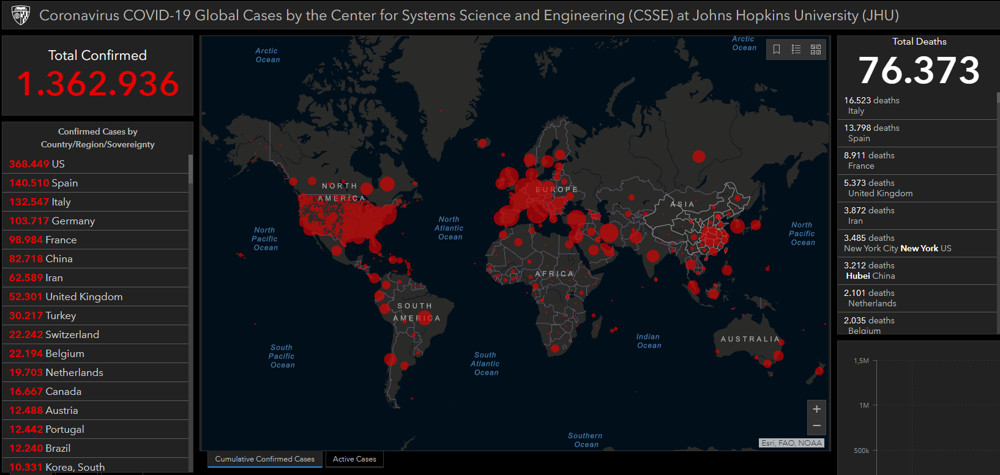 Coronavirus COVID-19 Global Cases by the Center for Systems Science and Engineering (CSSE) at Johns Hopkins University (JHU)
Total Confirmed
1.362.936
Confirmed Cases by
Country/Region/Sovereignty
368.449 US
140.510 Spain
132.547 Italy
103.717 Germany
98.984 France
82.718 China
62.589 Iran
52.301 United Kingdom
30.217 Turkey
22.242 Switzerland
22.194 Belgium
19.703 Netherlands
16.667 Canada
12.488 Austria
12.442 Portugal
12.240 Brazil
10.331 Korea, South
Arctic
Ocean
Arctic
Ocean
NORTH
AMERICA
EUROPE
ASIA
North
Atlantic
Ocean
North
Pacific
Ocean
North
Pacific
Ocean
AFRICA
SOUTH
AMERICA
Indian
Ocean
AUSTRALIA
South
Pacific
Ocean
South
Atlantic
Ocean
Southern
Ocean
+
−
Esri, FAO, NOAA
Cumulative Confirmed Cases
Active Cases
Total Deaths
76.373
16.523 deaths
Italy
13.798 deaths
Spain
8.911 deaths
France
5.373 deaths
United Kingdom
3.872 deaths
Iran
3.485 deaths
New York City New York US
3.212 deaths
Hubei China
2.101 deaths
Netherlands
2.035 deaths
Belgium
1,5M
1M
500k